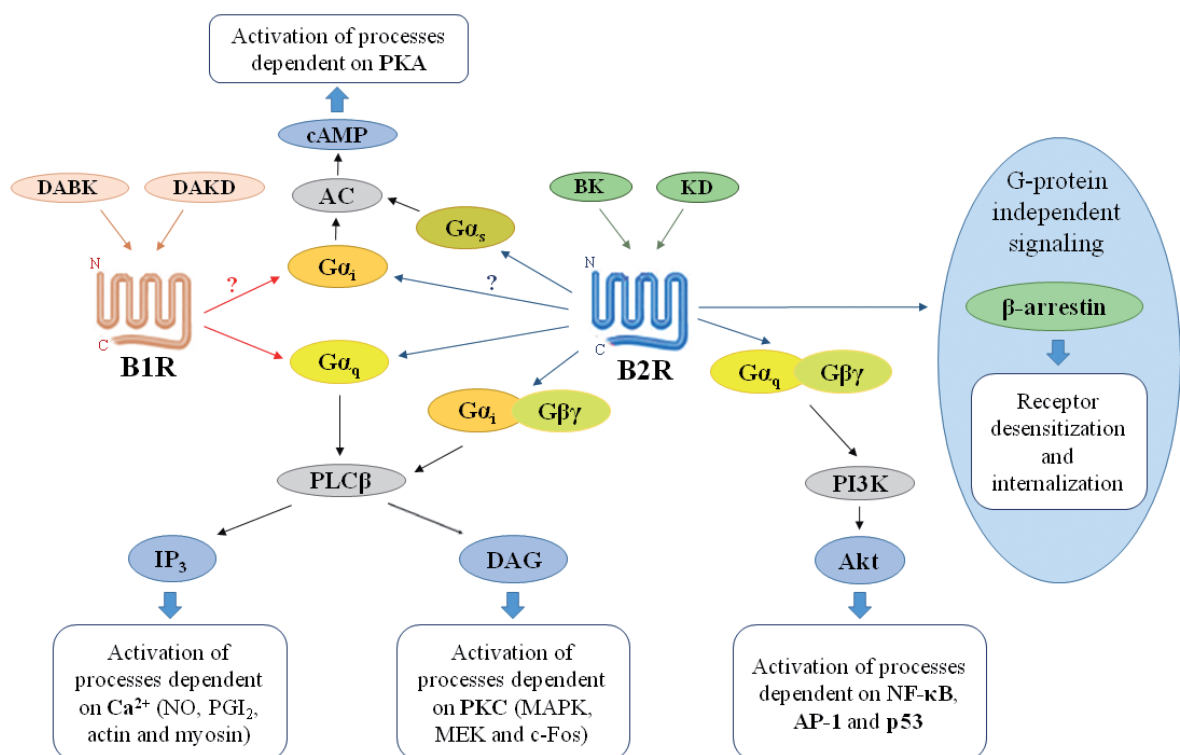 Activation of processes
dependent on PKA
cAMP
DABK
DAKD
AC
BK
KD
Gαs
G-protein
independent
signaling
N
?
Gαi
?
N
β-arrestin
C
B1R
Gαq
C
B2R
Gαq
Gβγ
Gαi
Gβγ
Receptor
desensitization
and
internalization
PLCβ
PI3K
IP₃
DAG
Akt
Activation of
processes dependent
on Ca²⁺ (NO, PGI₂,
actin and myosin)
Activation of
processes dependent
on PKC (MAPK,
MEK and c-Fos)
Activation of processes
dependent on NF-κB,
AP-1 and p53